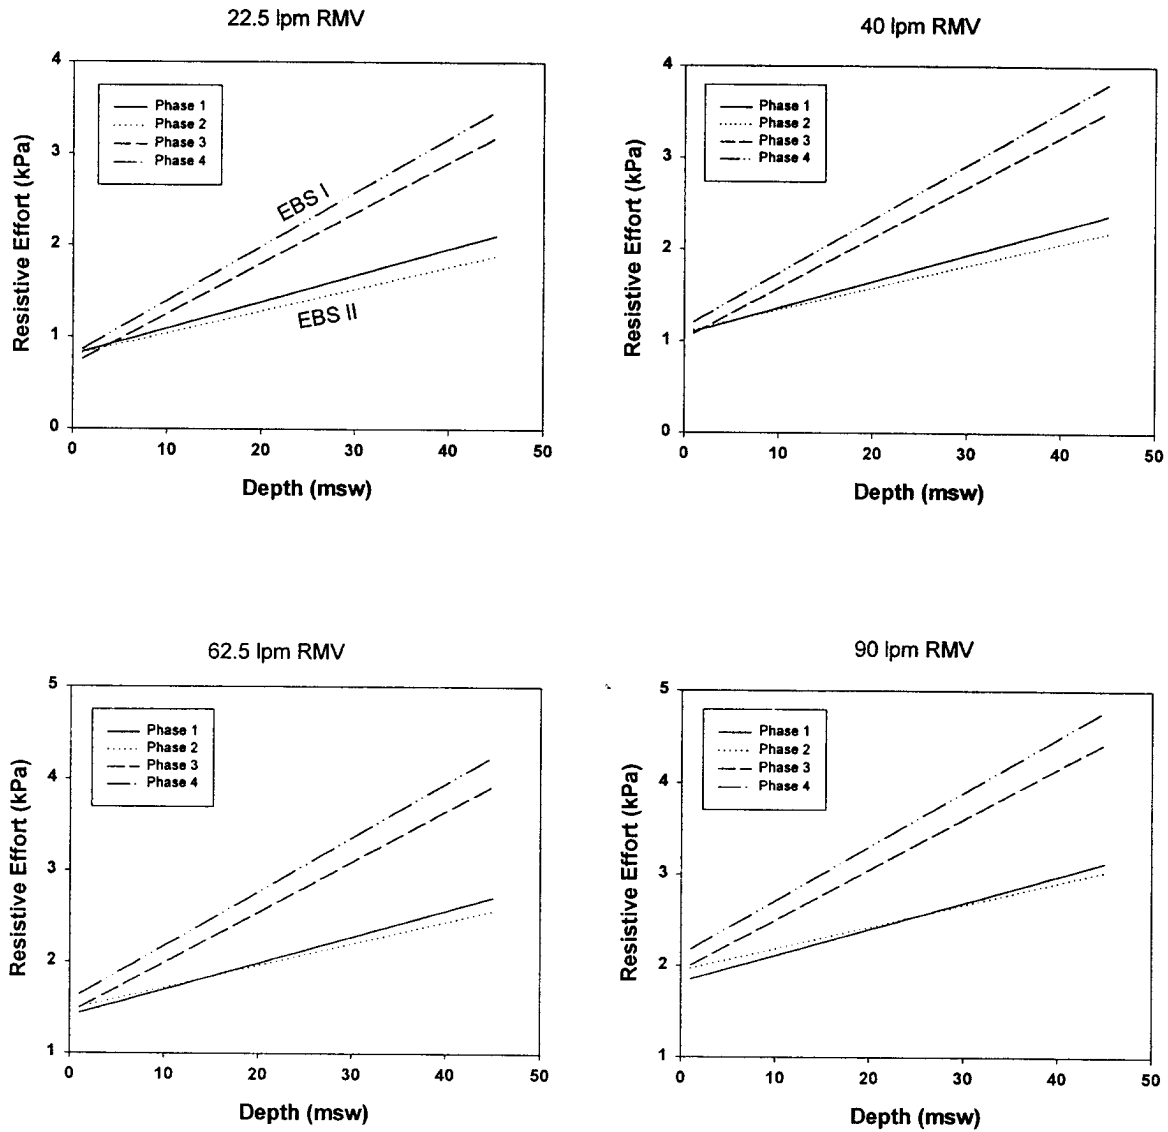 22.5 lpm RMV
4
3
2
1
0
Resistive Effort (kPa)
Phase 1
Phase 2
Phase 3
Phase 4
EBS I
EBS II
0 10 20 30 40 50
Depth (msw)
40 lpm RMV
4
3
2
1
0
Resistive Effort (kPa)
Phase 1
Phase 2
Phase 3
Phase 4
0 10 20 30 40 50
Depth (msw)
62.5 lpm RMV
5
4
3
2
1
Resistive Effort (kPa)
Phase 1
Phase 2
Phase 3
Phase 4
0 10 20 30 40 50
Depth (msw)
90 lpm RMV
5
4
3
2
1
Resistive Effort (kPa)
Phase 1
Phase 2
Phase 3
Phase 4
0 10 20 30 40 50
Depth (msw)